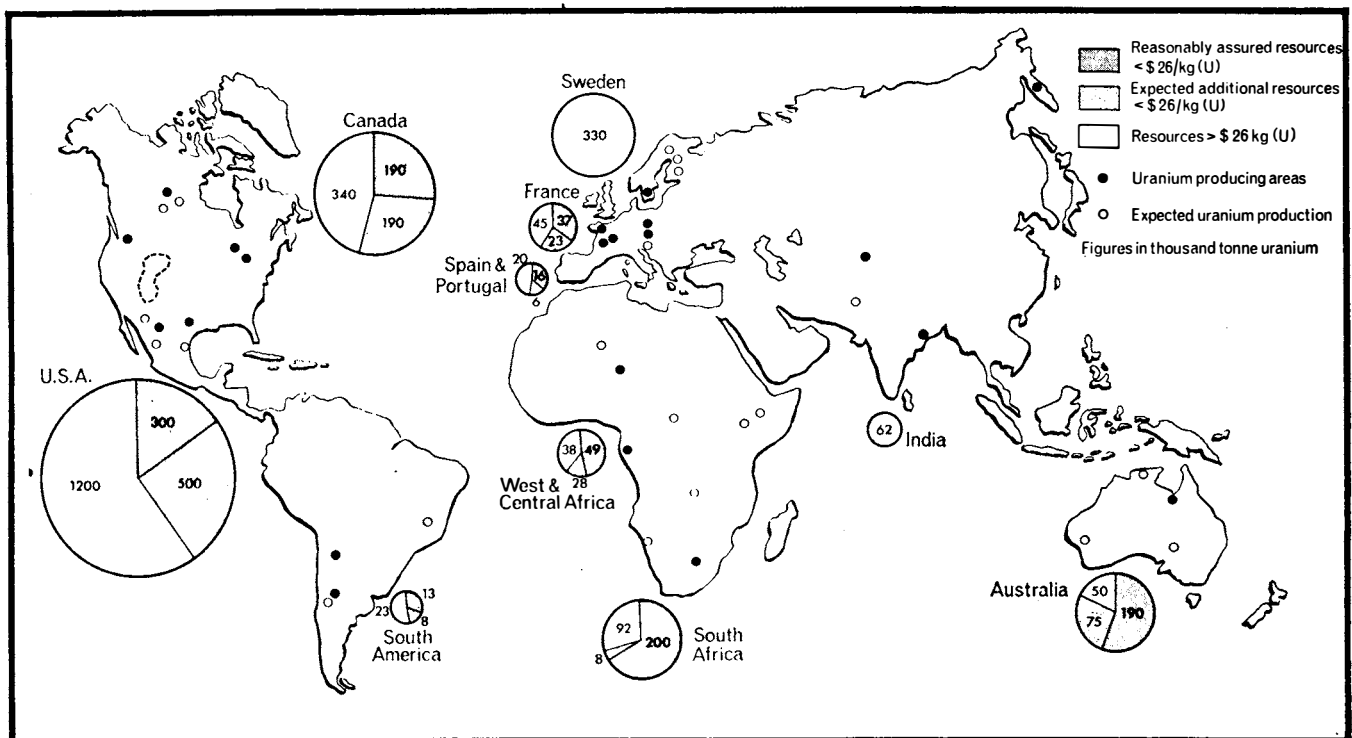 Reasonably assured resources
< $ 26/kg (U)
Expected additional resources
< $26/kg (U)
Resources > $ 26 kg (U)
Uranium producing areas
Expected uranium production
Figures in thousand tonne uranium
Sweden
330
Canada
190
340
190
France
45
37
23
Spain &
Portugal
20
16
6
U.S.A.
300
1200
500
62
India
38
49
28
West &
Central Africa
Australia
50
190
75
13
23
8
South
America
92
200
8
South
Africa